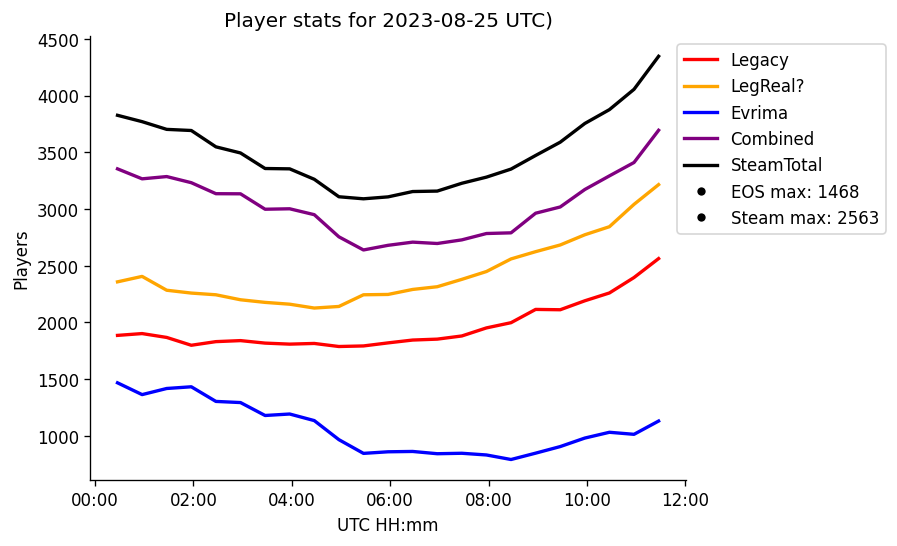 Player stats for 2023-08-25 UTC)
4500
4000
3500
3000
2500
2000
1500
1000
Players
00:00
02:00
04:00
06:00
08:00
10:00
12:00
UTC HH:mm
Legacy
LegReal?
Evrima
Combined
SteamTotal
EOS max: 1468
Steam max: 2563